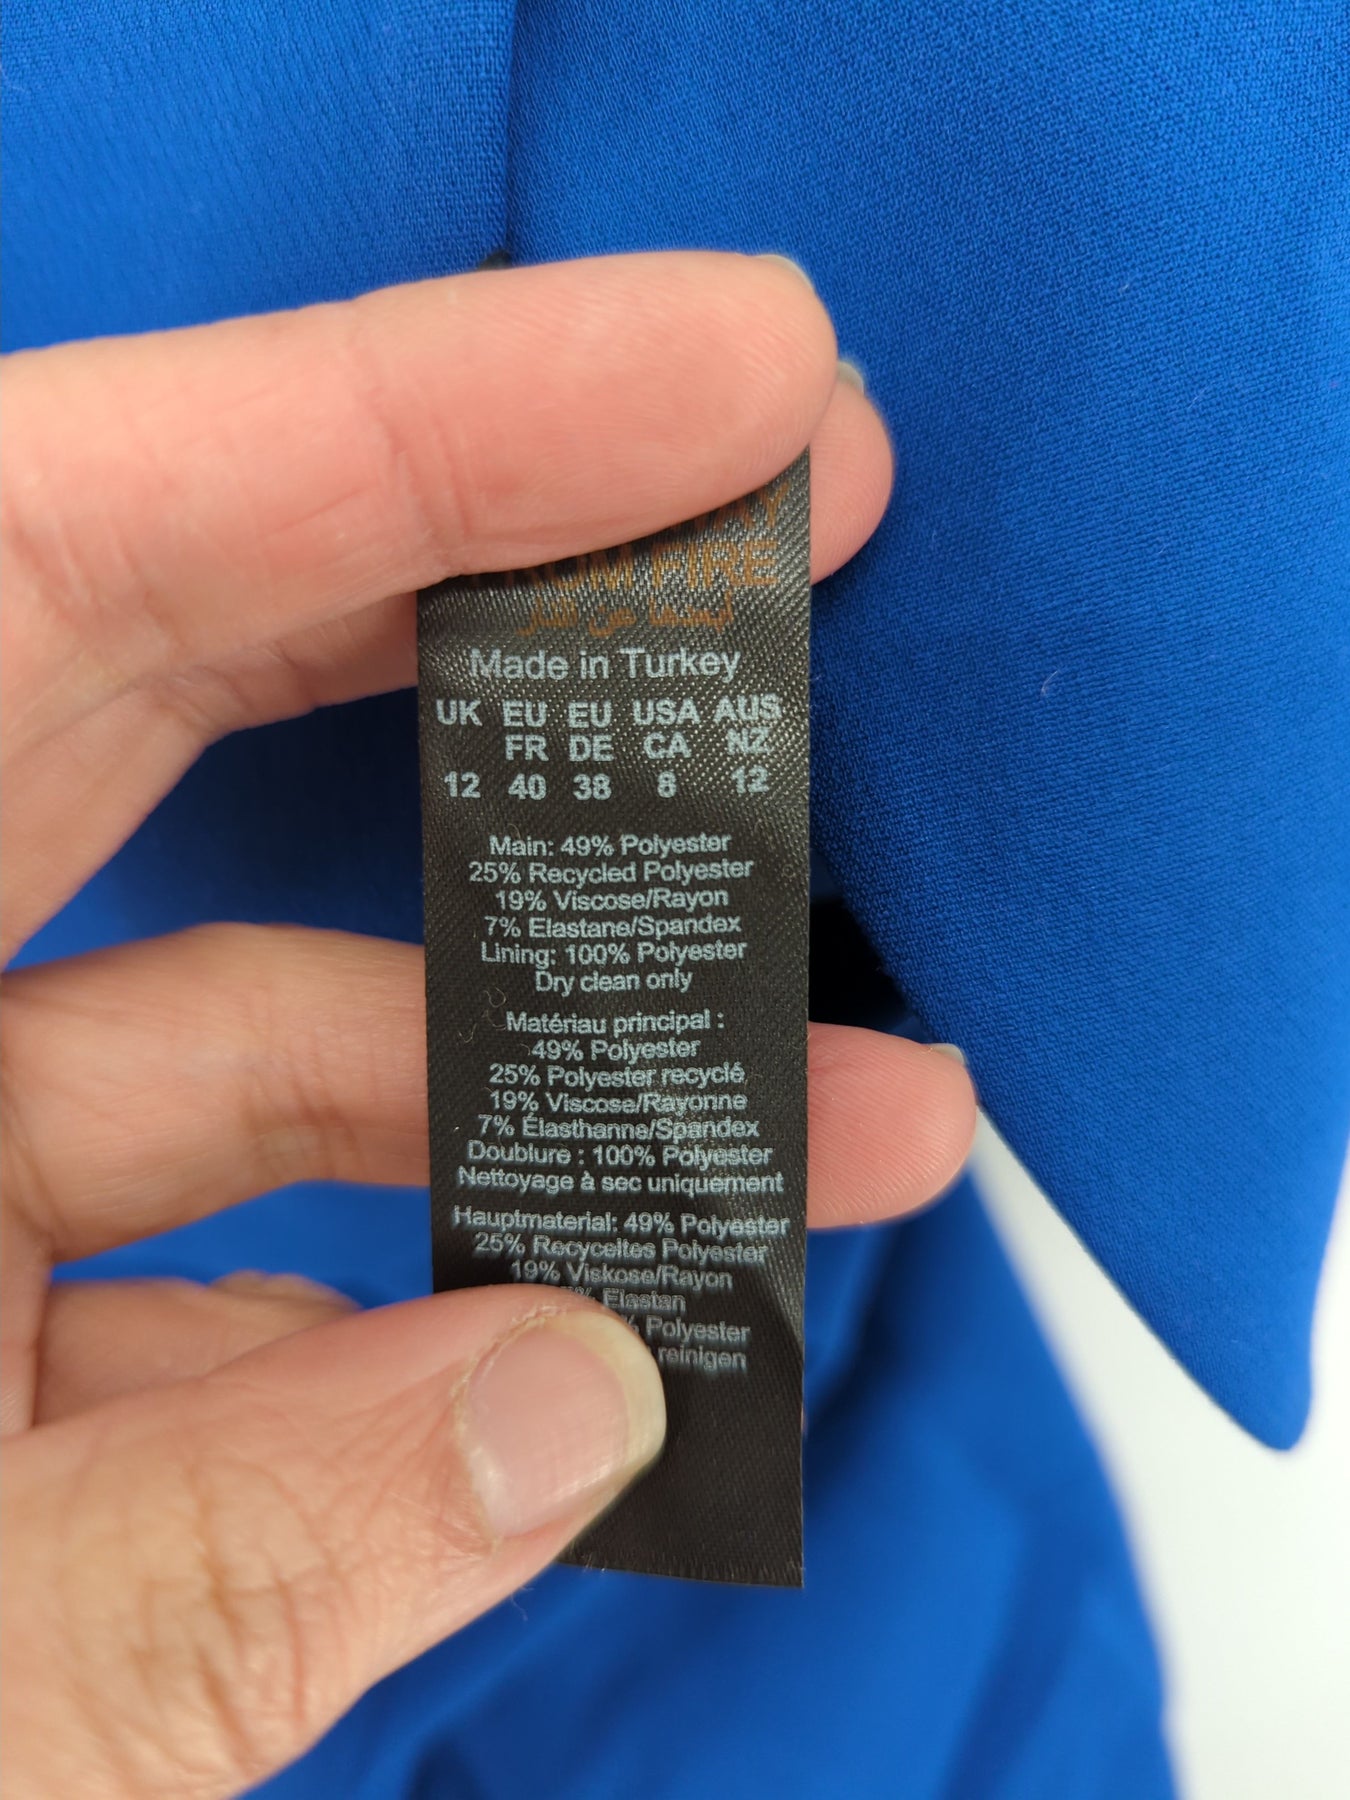 FROM FIRE
Made in Turkey
UK EU EU USA AUS
FR DE CA NZ
12 40 38 8 12
Main: 49% Polyester
25% Recycled Polyester
19% Viscose/Rayon
7% Elastane/Spandex
Lining: 100% Polyester
Dry clean only
Matériau principal :
49% Polyester
25% Polyester recyclé
19% Viscose/Rayonne
7% Élasthanne/Spandex
Doublure : 100% Polyester
Nettoyage à sec uniquement
Hauptmaterial: 49% Polyester
25% Recyceltes Polyester
19% Viskose/Rayon
% Elastan
% Polyester
reinigen